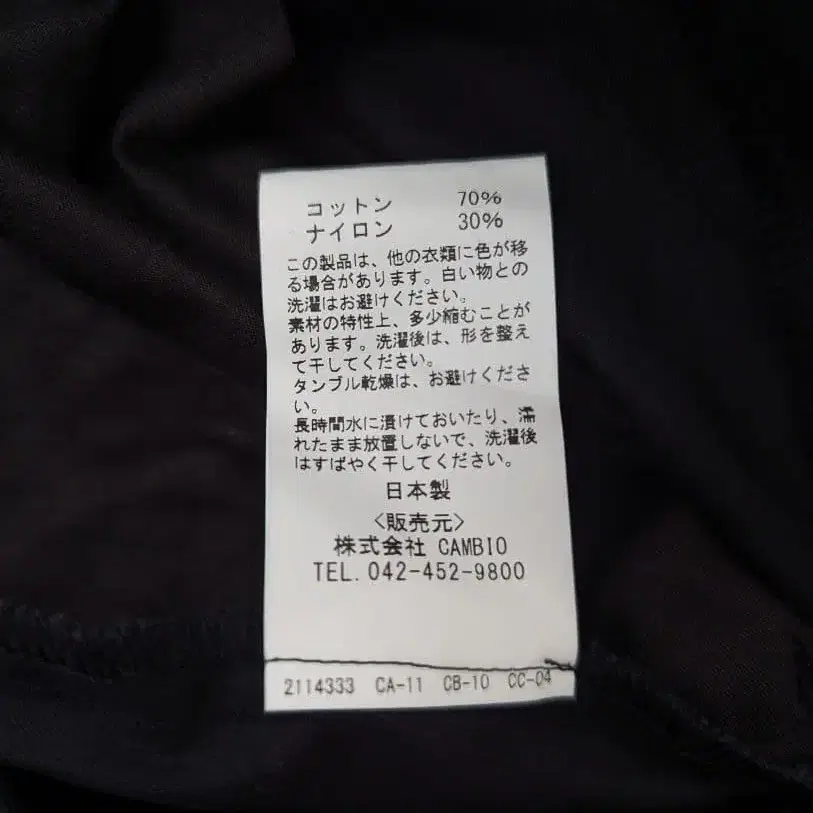 コットン 70%
ナイロン 30%
この製品は、他の衣類に色が移
る場合があります。白い物との
洗濯はお避けください。
素材の特性上、多少縮むことが
あります。洗濯後は、形を整え
て干してください。
タンブル乾燥は、お避けくださ
い。
長時間水に漬けておいたり、濡
れたまま放置しないで、洗濯後
はすばやく干してください。
日本製
<販売元>
株式会社 CAMBIO
TEL. 042-452-9800
2114333 CA-11 CB-10 CC-04